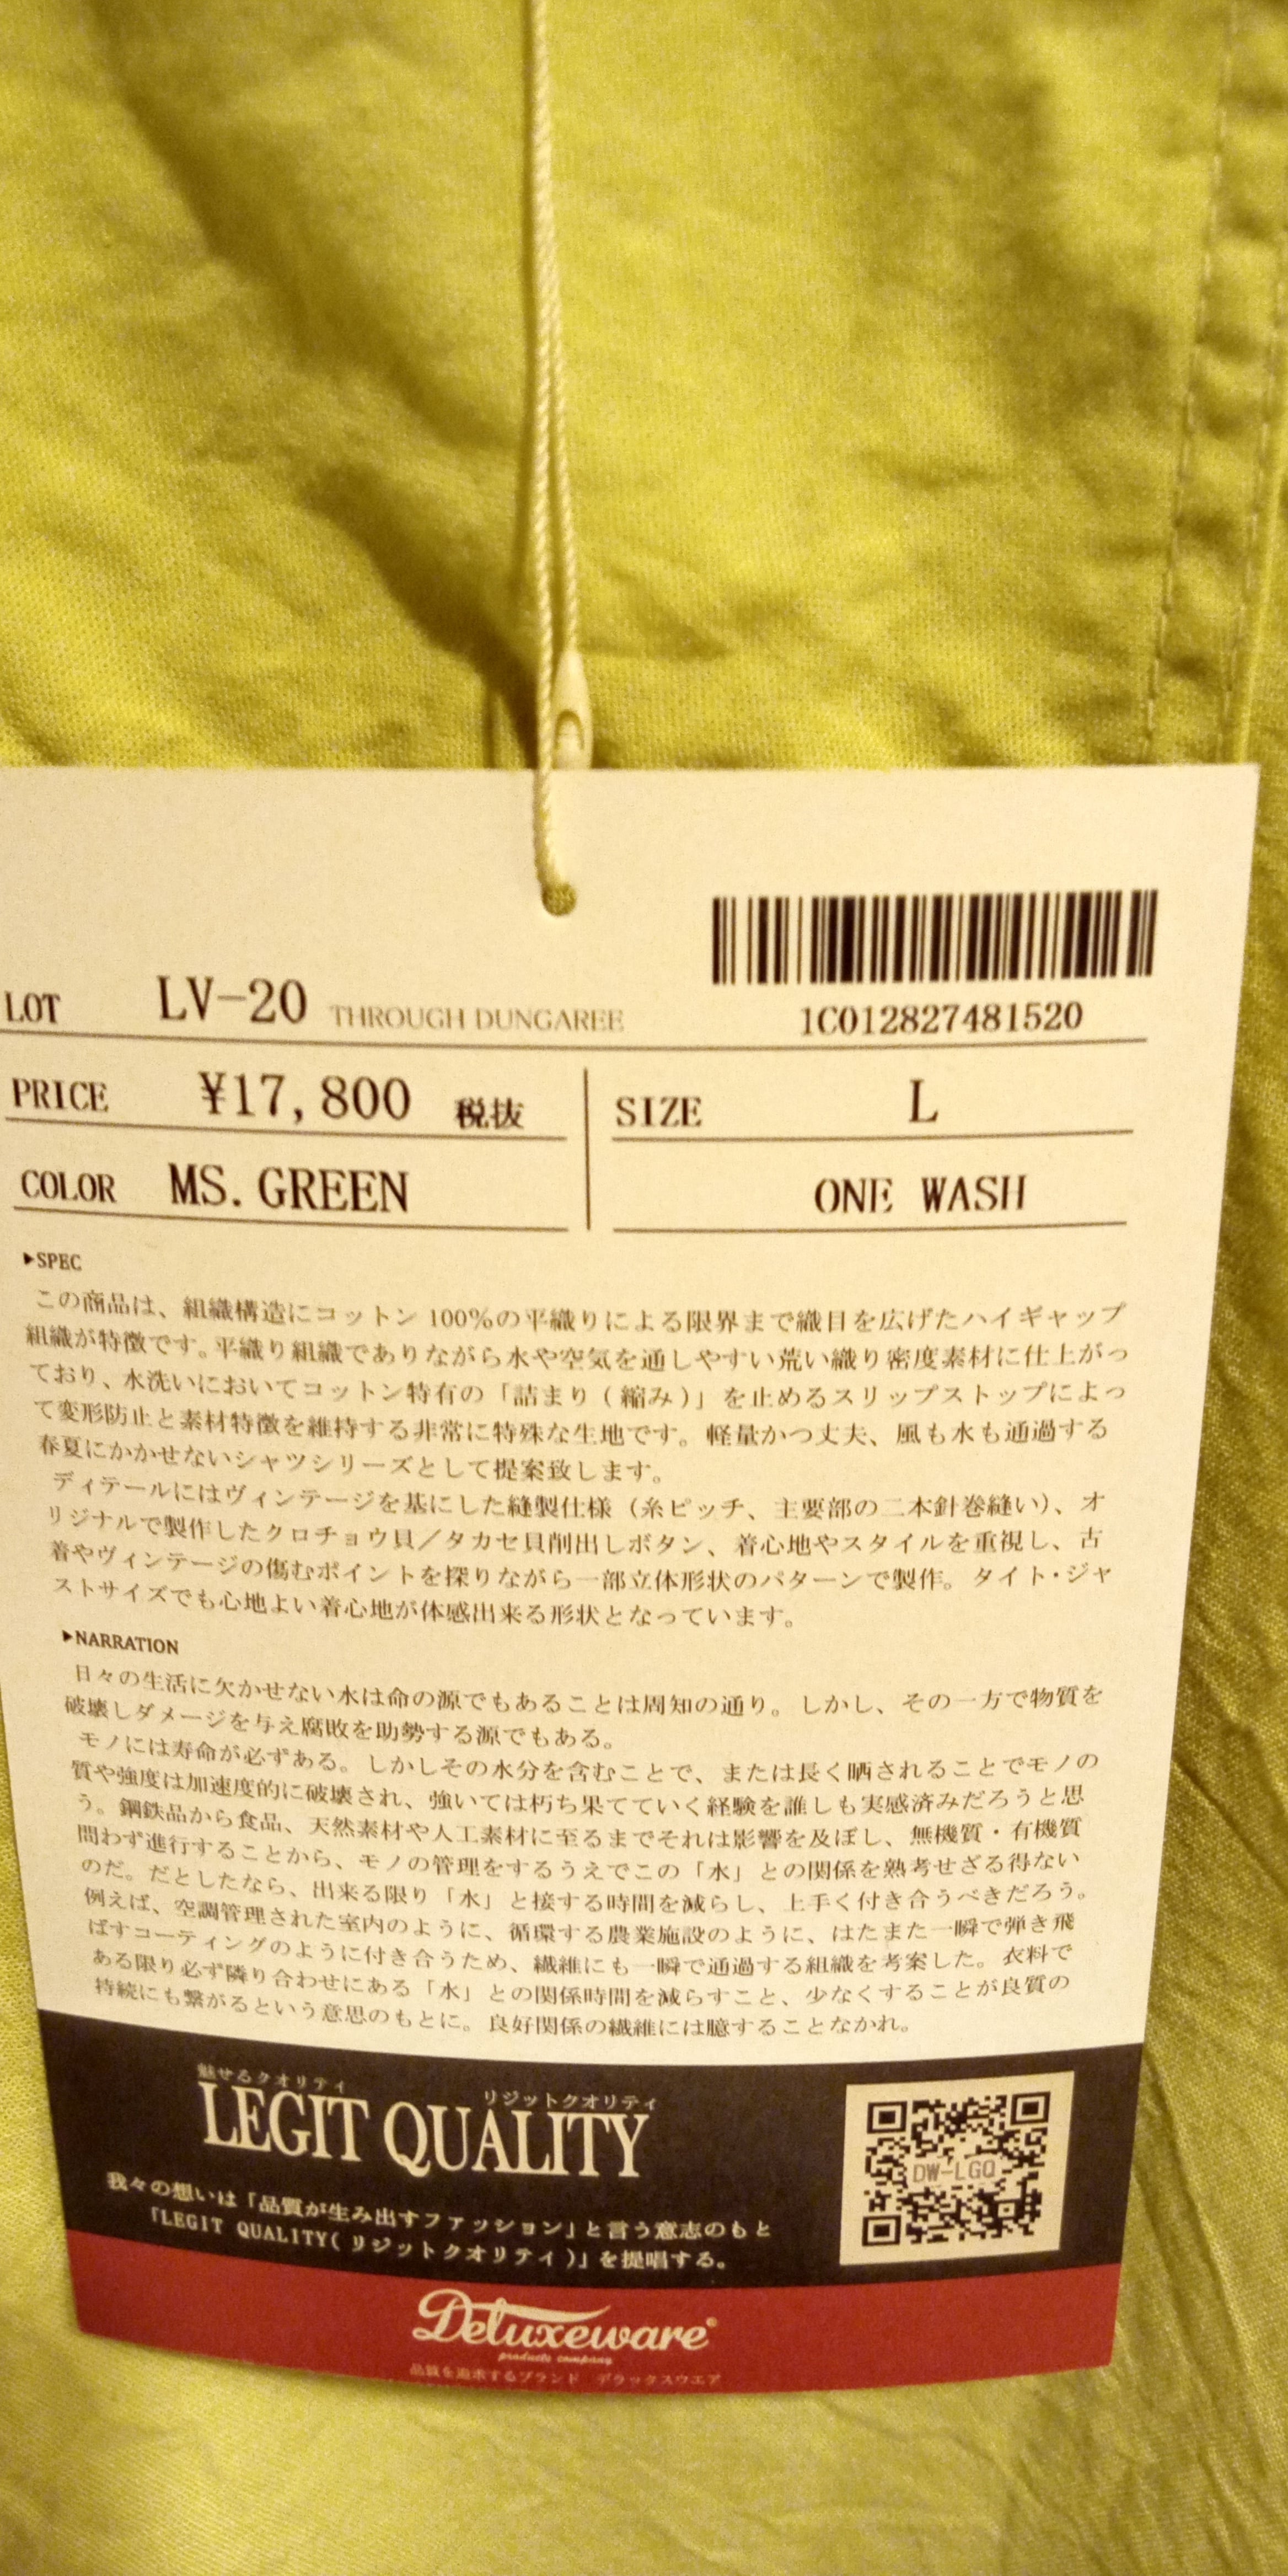 1C012827481520
LOT LV-20 THROUGH DUNGAREE
PRICE ¥17,800 税抜 SIZE L
COLOR MS. GREEN ONE WASH
▶SPEC
この商品は、組織構造にコットン 100%の平織りによる限界まで織目を広げたハイギャップ
組織が特徴です。平織り組織でありながら水や空気を通しやすい荒い織り密度素材に仕上がっ
ており、水洗いにおいてコットン特有の「詰まり（縮み）」を止めるスリップストップによっ
て変形防止と素材特徴を維持する非常に特殊な生地です。軽量かつ丈夫、風も水も通過する
春夏にかかせないシャツシリーズとして提案致します。
ディテールにはヴィンテージを基にした縫製仕様（糸ピッチ、主要部の二本針巻縫い）、オ
リジナルで製作したクロチョウ貝／タカセ貝削出しボタン、着心地やスタイルを重視し、古
着やヴィンテージの傷むポイントを探りながら一部立体形状のパターンで製作。タイト・ジャ
ストサイズでも心地よい着心地が体感出来る形状となっています。
▶NARRATION
日々の生活に欠かせない水は命の源でもあることは周知の通り。しかし、その一方で物質を
破壊しダメージを与え腐敗を助勢する源でもある。
モノには寿命が必ずある。しかしその水分を含むことで、または長く晒されることでモノの
質や強度は加速度的に破壊され、強いては朽ち果てていく経験を誰しも実感済みだろうと思
う。鋼鉄品から食品、天然素材や人工素材に至るまでそれは影響を及ぼし、無機質・有機質
問わず進行することから、モノの管理をするうえでこの「水」との関係を熟考せざる得ない
のだ。だとしたなら、出来る限り「水」と接する時間を減らし、上手く付き合うべきだろう。
例えば、空調管理された室内のように、循環する農業施設のように、はたまた一瞬で弾き飛
ばすコーティングのように付き合うため、繊維にも一瞬で通過する組織を考案した。衣料で
ある限り必ず隣り合わせにある「水」との関係時間を減らすこと、少なくすることが良質の
持続にも繋がるという意思のもとに。良好関係の繊維には臆することなかれ。
魅せるクオリティ リジットクオリティ
LEGIT QUALITY
DW-LGQ
我々の想いは「品質が生み出すファッション」と言う意志のもと
「LEGIT QUALITY( リジットクオリティ )」を提唱する。
Deluxeware®
products company
品質を追求するブランド デラックスウエア